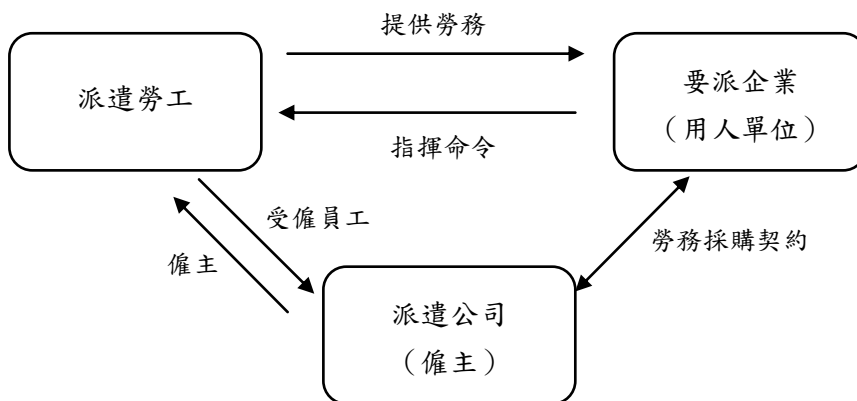 提供勞務
派遣勞工
要派企業
（用人單位）
指揮命令
受僱員工
僱主
勞務採購契約
派遣公司
（僱主）